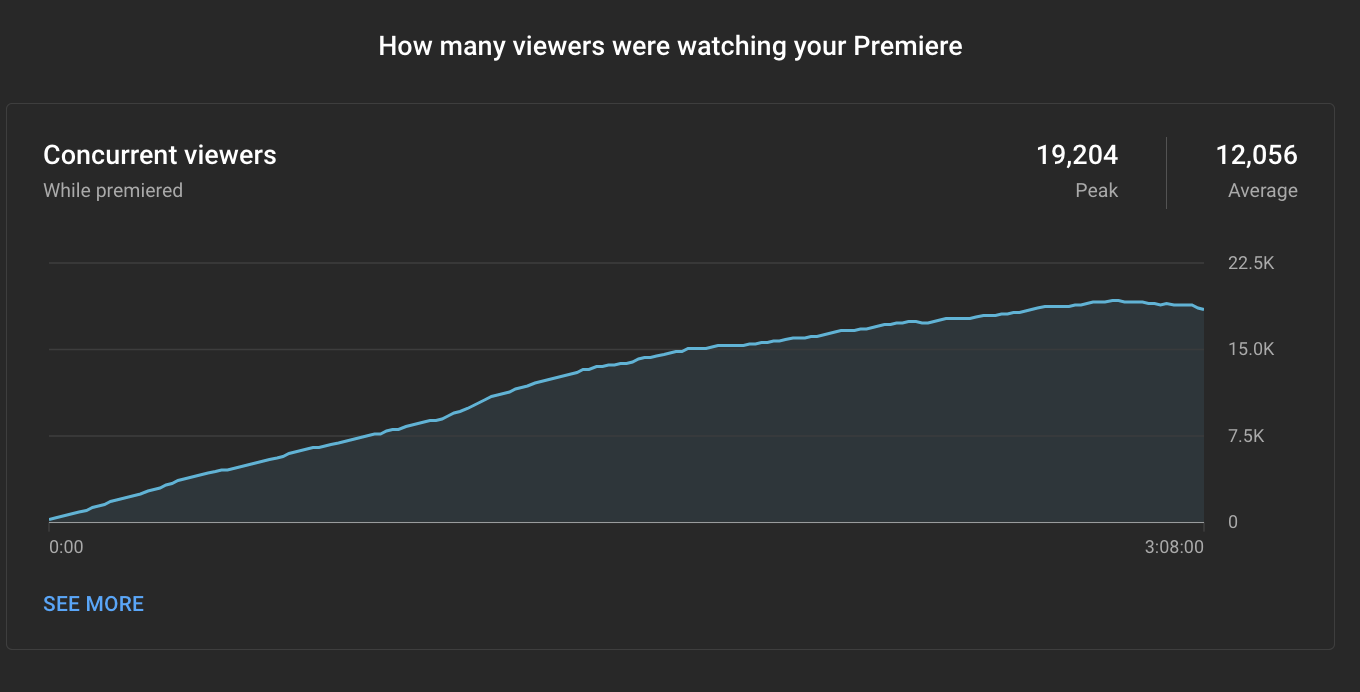 How many viewers were watching your Premiere
Concurrent viewers
While premiered
19,204
Peak
12,056
Average
22.5K
15.0K
7.5K
0
0:00
3:08:00
SEE MORE